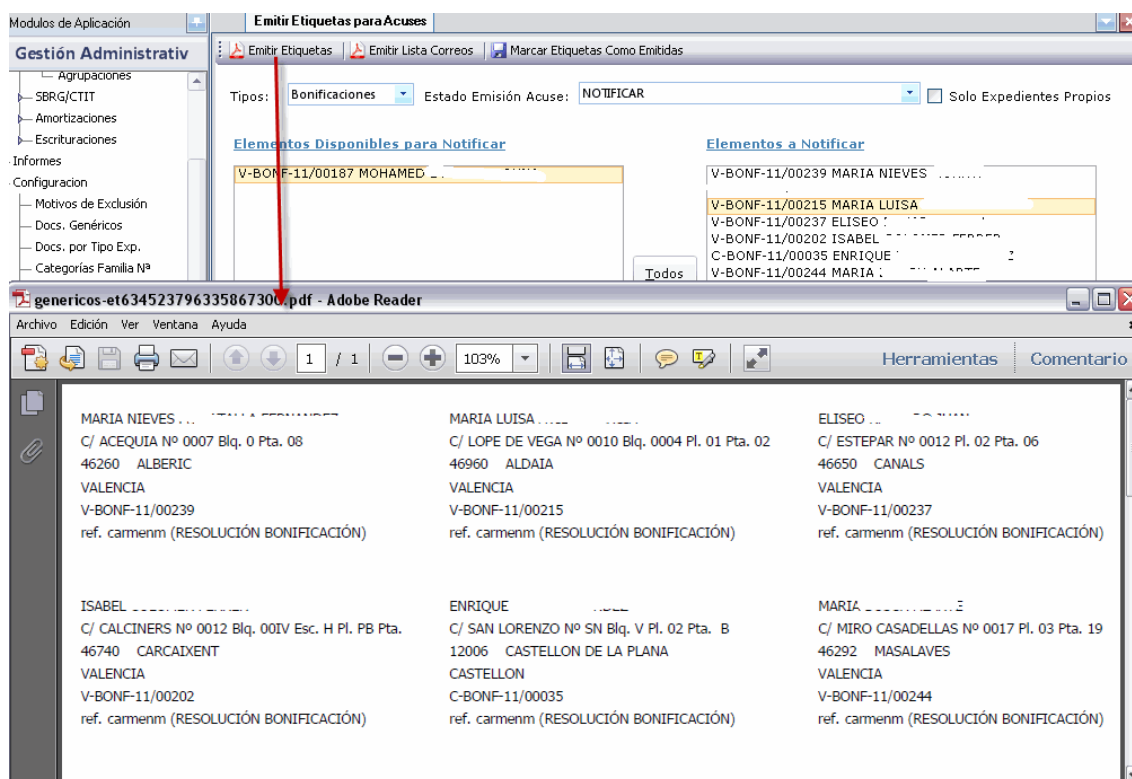 Modulos de Aplicación
Emitir Etiquetas para Acuses
Gestión Administrativ
Emitir Etiquetas
Emitir Lista Correos
Marcar Etiquetas Como Emitidas
Agrupaciones
SBRG/CTIT
Amortizaciones
Escrituraciones
Informes
Configuracion
Motivos de Exclusión
Docs. Genéricos
Docs. por Tipo Exp.
Categorías Familia Nª
Tipos: Bonificaciones Estado Emisión Acuse: NOTIFICAR Solo Expedientes Propios
Elementos Disponibles para Notificar
V-BONF-11/00187 MOHAMED
Todos
Elementos a Notificar
V-BONF-11/00239 MARIA NIEVES
V-BONF-11/00215 MARIA LUISA
V-BONF-11/00237 ELISEO
V-BONF-11/00202 ISABEL
C-BONF-11/00035 ENRIQUE
V-BONF-11/00244 MARIA
genericos-et634523796335867300.pdf - Adobe Reader
Archivo Edición Ver Ventana Ayuda
1 / 1 103% Herramientas Comentario
MARIA NIEVES
C/ ACEQUIA Nº 0007 Blq. 0 Pta. 08
46260 ALBERIC
VALENCIA
V-BONF-11/00239
ref. carmenm (RESOLUCIÓN BONIFICACIÓN)
MARIA LUISA
C/ LOPE DE VEGA Nº 0010 Blq. 0004 Pl. 01 Pta. 02
46960 ALDAIA
VALENCIA
V-BONF-11/00215
ref. carmenm (RESOLUCIÓN BONIFICACIÓN)
ELISEO
C/ ESTEPAR Nº 0012 Pl. 02 Pta. 06
46650 CANALS
VALENCIA
V-BONF-11/00237
ref. carmenm (RESOLUCIÓN BONIFICACIÓN)
ISABEL
C/ CALCINERS Nº 0012 Blq. 00IV Esc. H Pl. PB Pta.
46740 CARCAIXENT
VALENCIA
V-BONF-11/00202
ref. carmenm (RESOLUCIÓN BONIFICACIÓN)
ENRIQUE
C/ SAN LORENZO Nº SN Blq. V Pl. 02 Pta. B
12006 CASTELLON DE LA PLANA
CASTELLON
C-BONF-11/00035
ref. carmenm (RESOLUCIÓN BONIFICACIÓN)
MARIA
C/ MIRO CASADELLAS Nº 0017 Pl. 03 Pta. 19
46292 MASALAVES
VALENCIA
V-BONF-11/00244
ref. carmenm (RESOLUCIÓN BONIFICACIÓN)